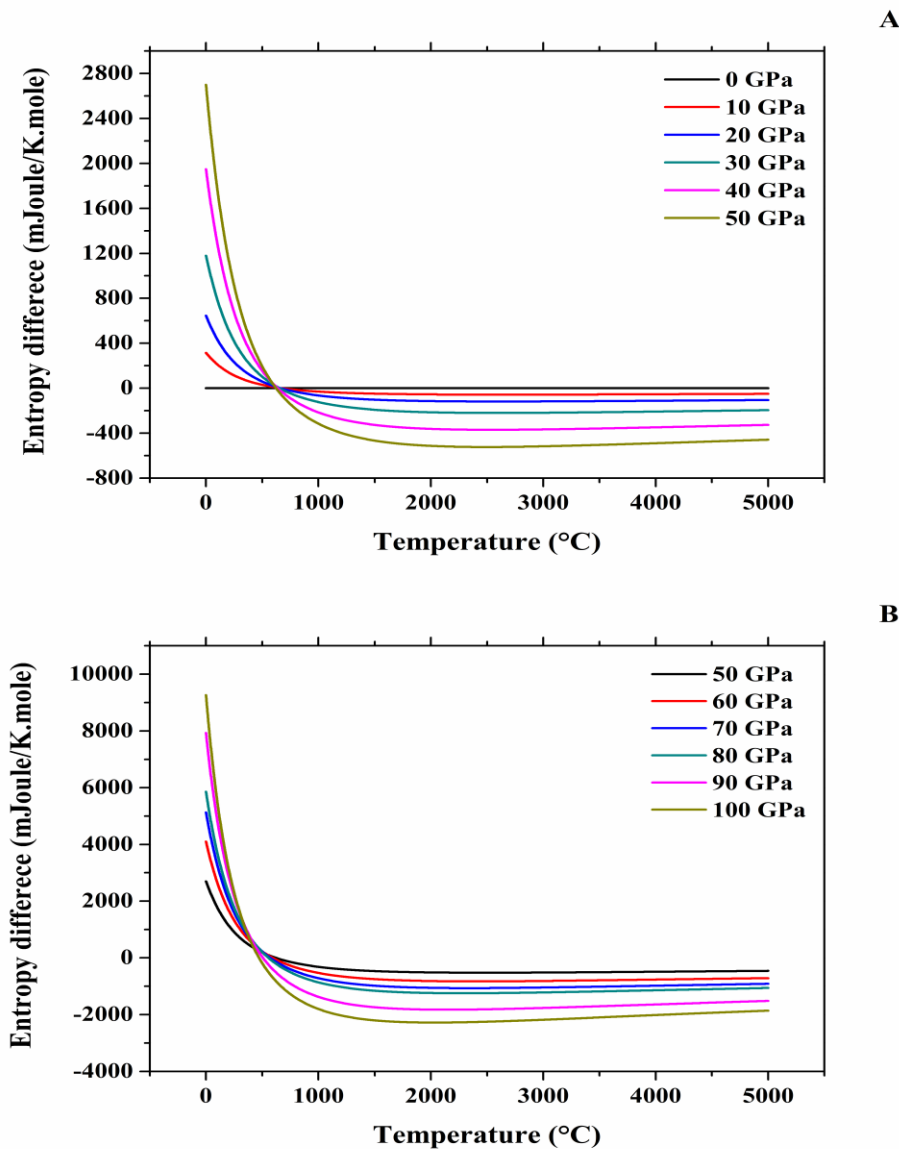 A
Entropy differece (mJoule/K.mole)
2800
2400
2000
1600
1200
800
400
0
-400
-800
0 GPa
10 GPa
20 GPa
30 GPa
40 GPa
50 GPa
0
1000
2000
3000
4000
5000
Temperature (°C)
B
Entropy differece (mJoule/K.mole)
10000
8000
6000
4000
2000
0
-2000
-4000
50 GPa
60 GPa
70 GPa
80 GPa
90 GPa
100 GPa
0
1000
2000
3000
4000
5000
Temperature (°C)